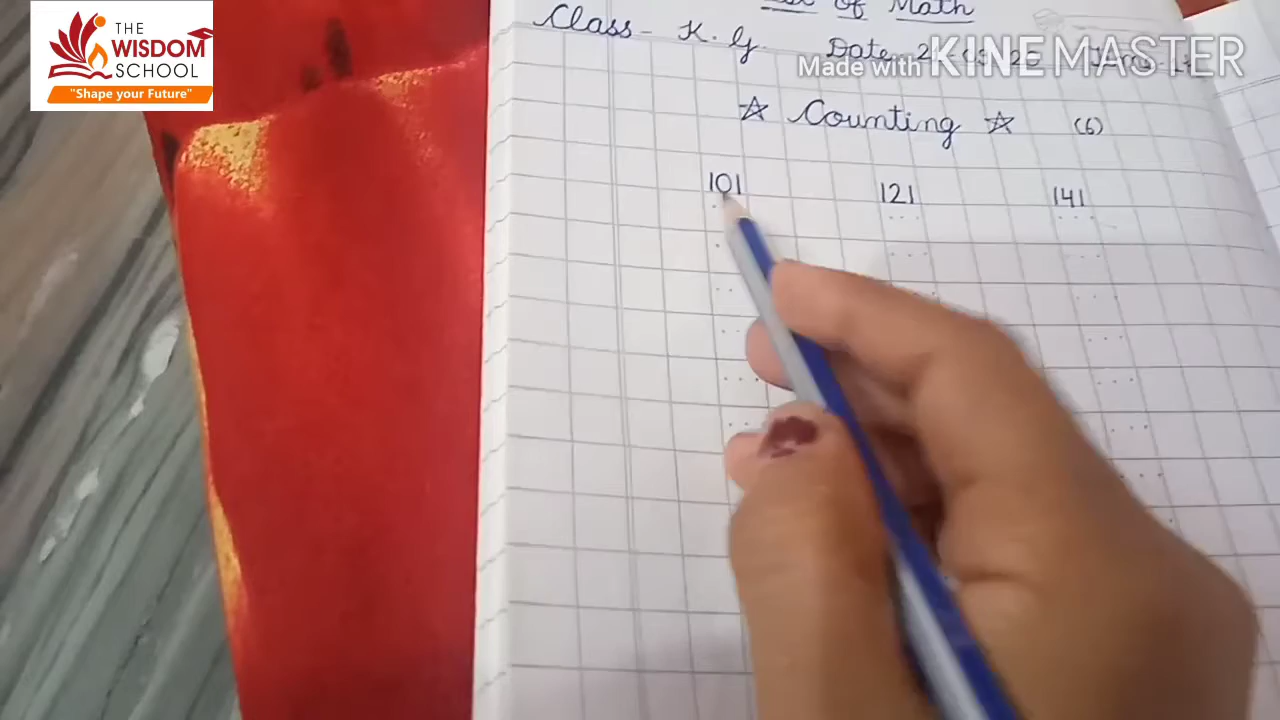 THE
WISDOM
SCHOOL
"Shape your Future"
of Math
Class - K.G. Date
Made with KINEMASTER
☆ Counting ☆ (6)
101 121 141